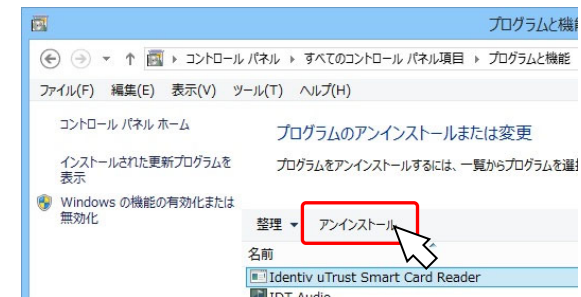 プログラムと機能
コントロール パネル ▸ すべてのコントロール パネル項目 ▸ プログラムと機能
ファイル(F) 編集(E) 表示(V) ツール(T) ヘルプ(H)
コントロール パネル ホーム
プログラムのアンインストールまたは変更
インストールされた更新プログラムを
表示
プログラムをアンインストールするには、一覧からプログラムを選択
Windows の機能の有効化または
無効化
整理 ▼ アンインストール
名前
Identiv uTrust Smart Card Reader
IDT Audio